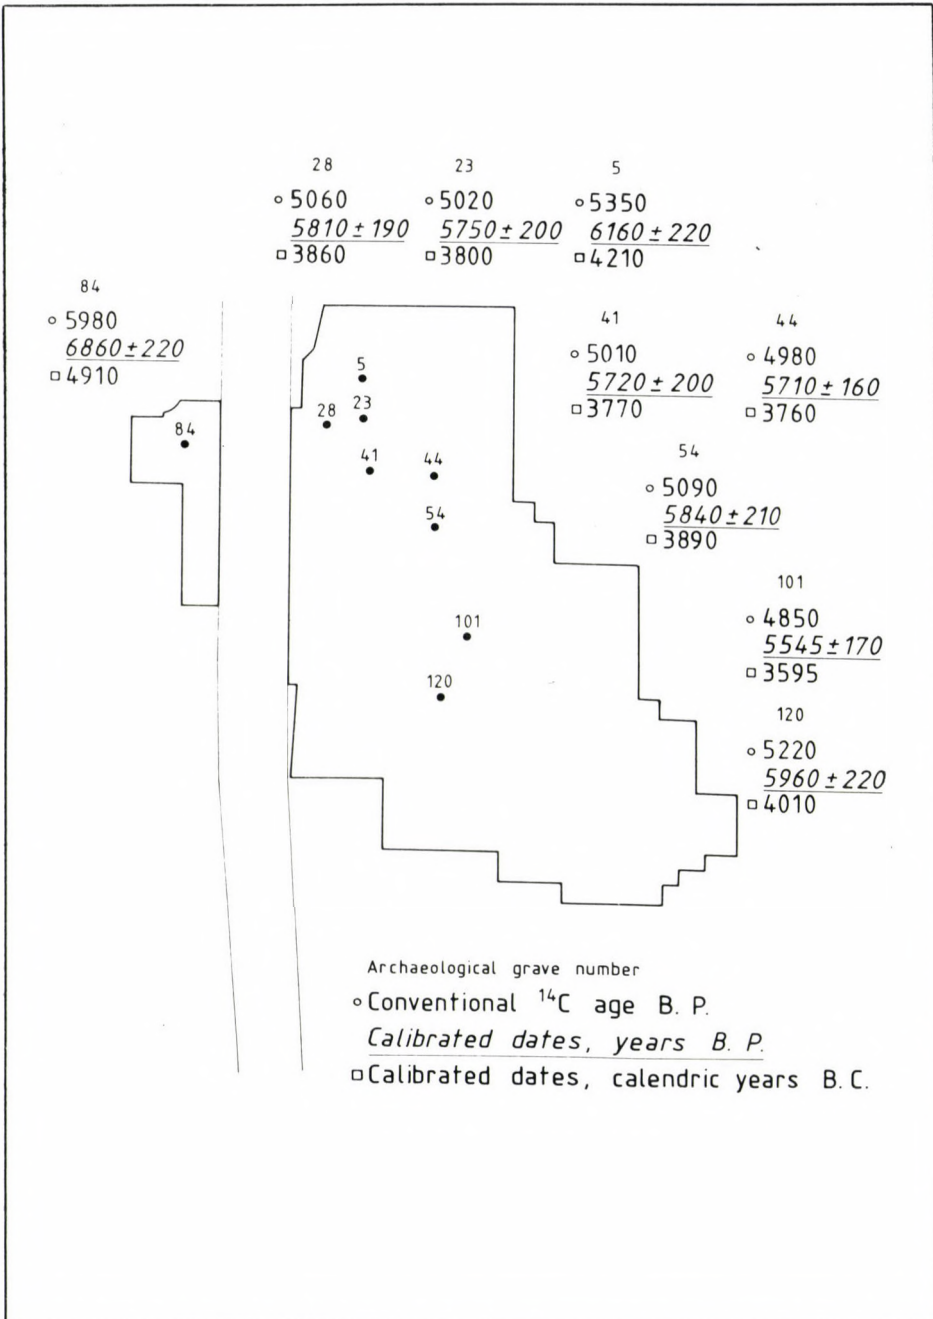 28
○ 5060
5810 ± 190
□ 3860
23
○ 5020
5750 ± 200
□ 3800
5
○ 5350
6160 ± 220
□ 4210
84
○ 5980
6860 ± 220
□ 4910
41
○ 5010
5720 ± 200
□ 3770
44
○ 4980
5710 ± 160
□ 3760
54
○ 5090
5840 ± 210
□ 3890
101
○ 4850
5545 ± 170
□ 3595
120
○ 5220
5960 ± 220
□ 4010
5
28
23
84
41
44
54
101
120
Archaeological grave number
○ Conventional ¹⁴C age B. P.
Calibrated dates, years B. P.
□ Calibrated dates, calendric years B. C.